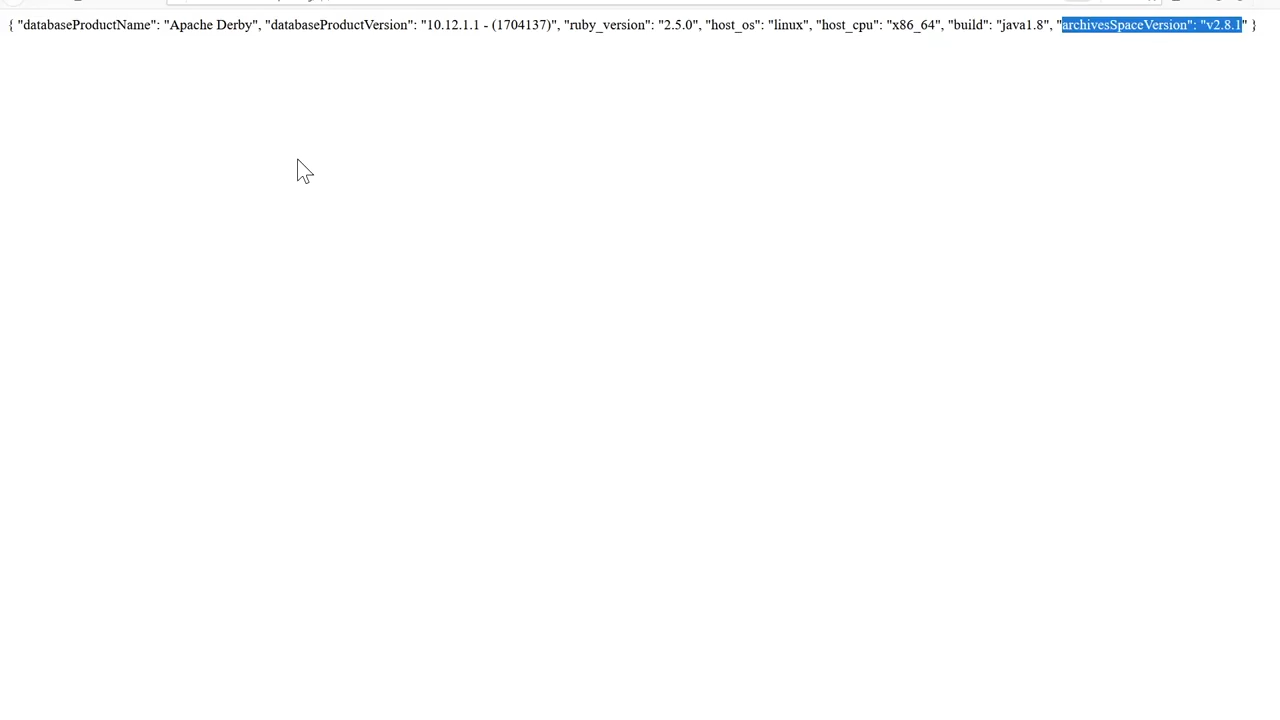 { "databaseProductName": "Apache Derby", "databaseProductVersion": "10.12.1.1 - (1704137)", "ruby_version": "2.5.0", "host_os": "linux", "host_cpu": "x86_64", "build": "java1.8", "archivesSpaceVersion": "v2.8.1" }